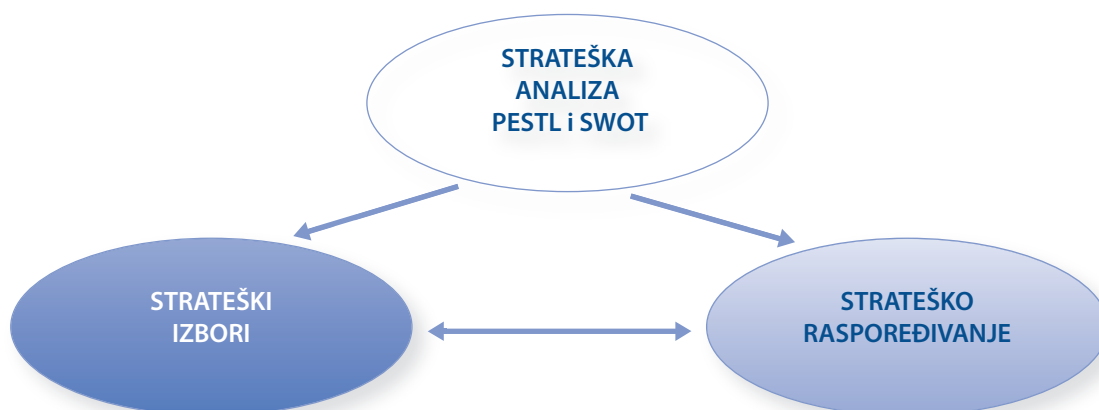 STRATEŠKA
ANALIZA
PESTL i SWOT
STRATEŠKI
IZBORI
STRATEŠKO
RASPOREĐIVANJE